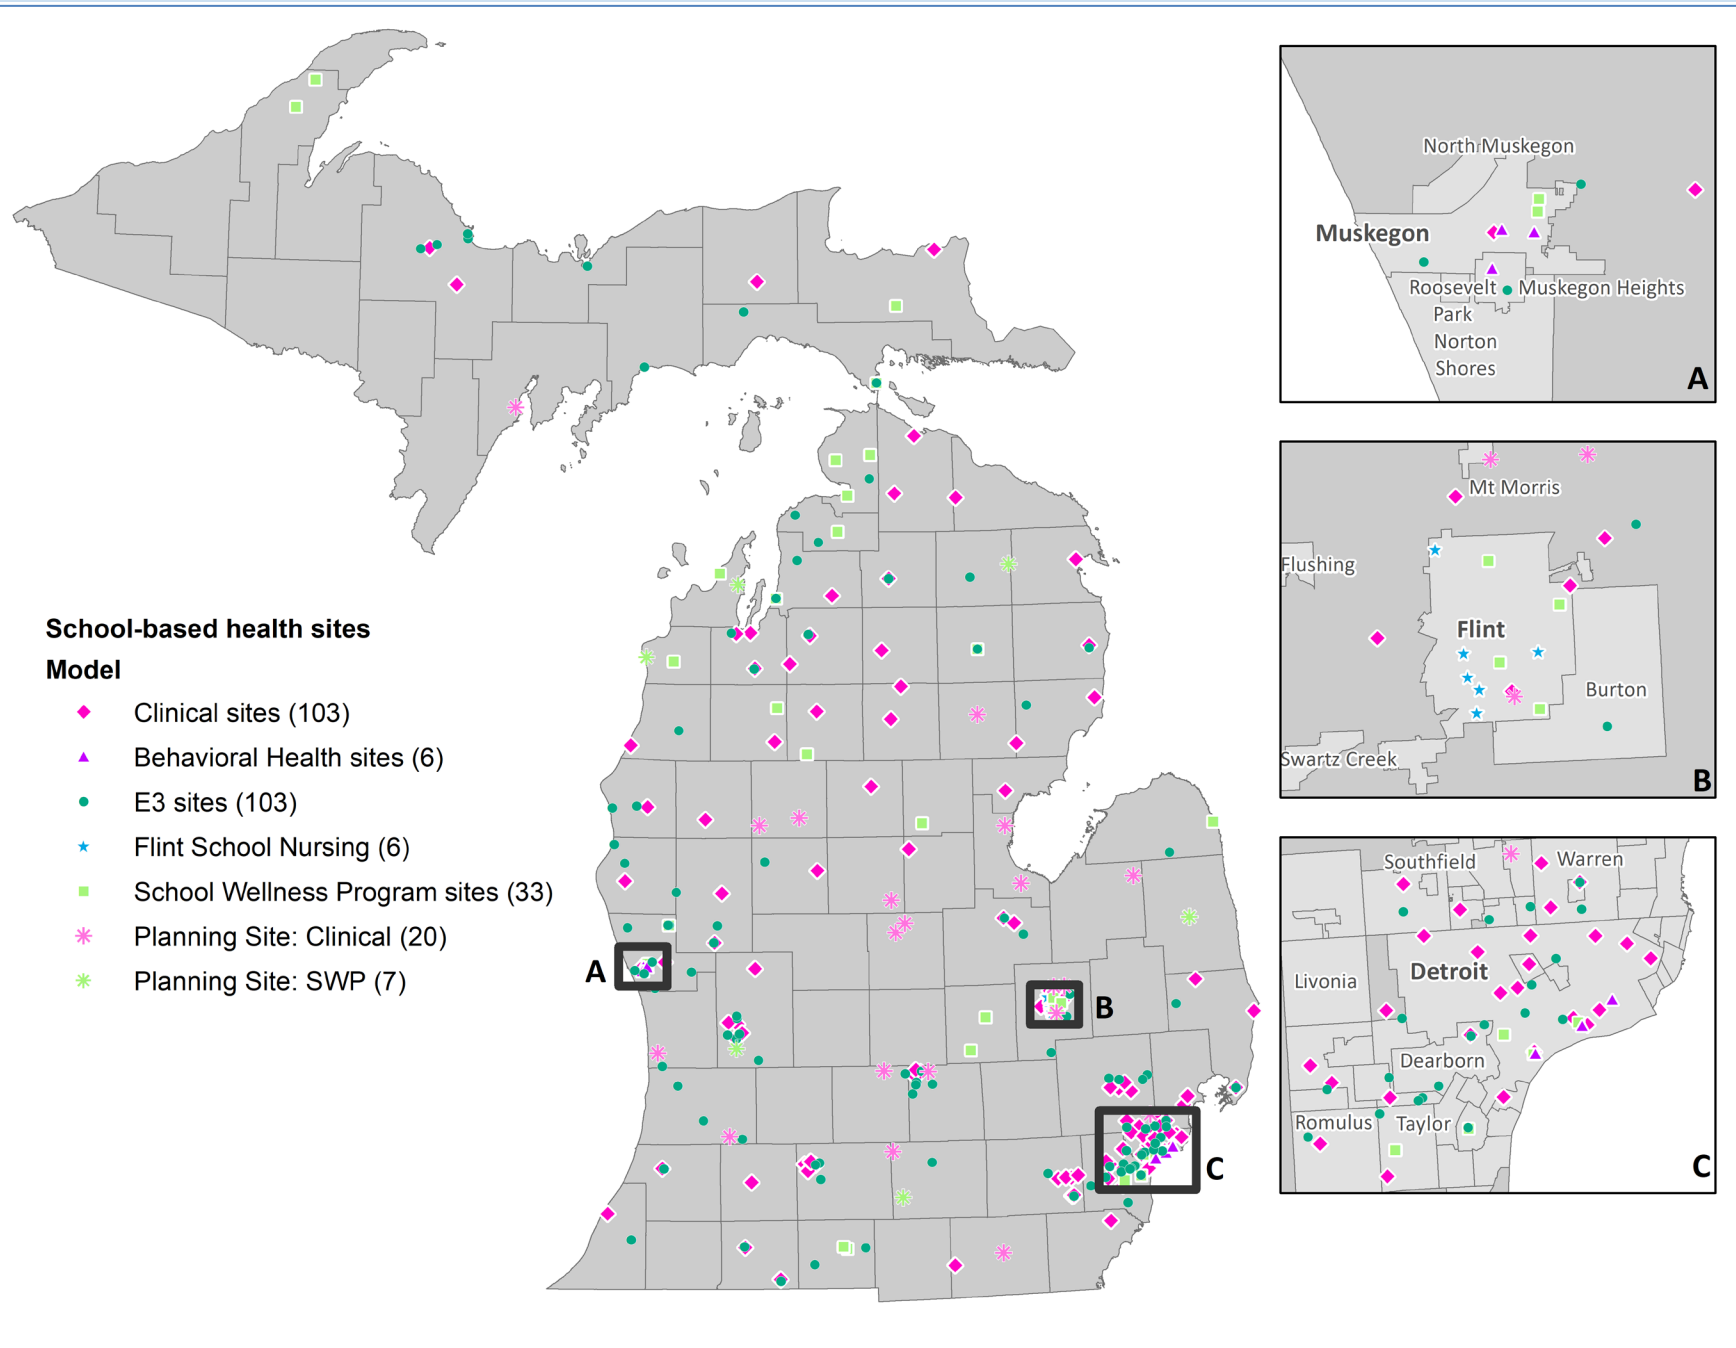 School-based health sites
Model
Clinical sites (103)
Behavioral Health sites (6)
E3 sites (103)
Flint School Nursing (6)
School Wellness Program sites (33)
Planning Site: Clinical (20)
Planning Site: SWP (7)
A
B
C
North Muskegon
Muskegon
Roosevelt
Park
Muskegon Heights
Norton
Shores
A
Mt Morris
Flushing
Flint
Burton
Swartz Creek
B
Southfield
Warren
Livonia
Detroit
Dearborn
Romulus
Taylor
C